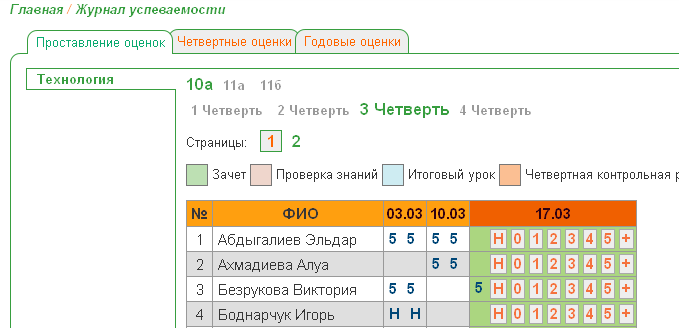 Главная / Журнал успеваемости
Проставление оценок Четвертные оценки Годовые оценки
Технология
10а 11а 11б
1 Четверть 2 Четверть 3 Четверть 4 Четверть
Страницы: 1 2
Зачет Проверка знаний Итоговый урок Четвертная контрольная р
№ ФИО 03.03 10.03 17.03
1 Абдыгалиев Эльдар 5 5 5 5 Н 0 1 2 3 4 5 +
2 Ахмадиева Алуа 5 5 Н 0 1 2 3 4 5 +
3 Безрукова Виктория 5 5 5 Н 0 1 2 3 4 5 +
4 Боднарчук Игорь Н Н Н 0 1 2 3 4 5 +